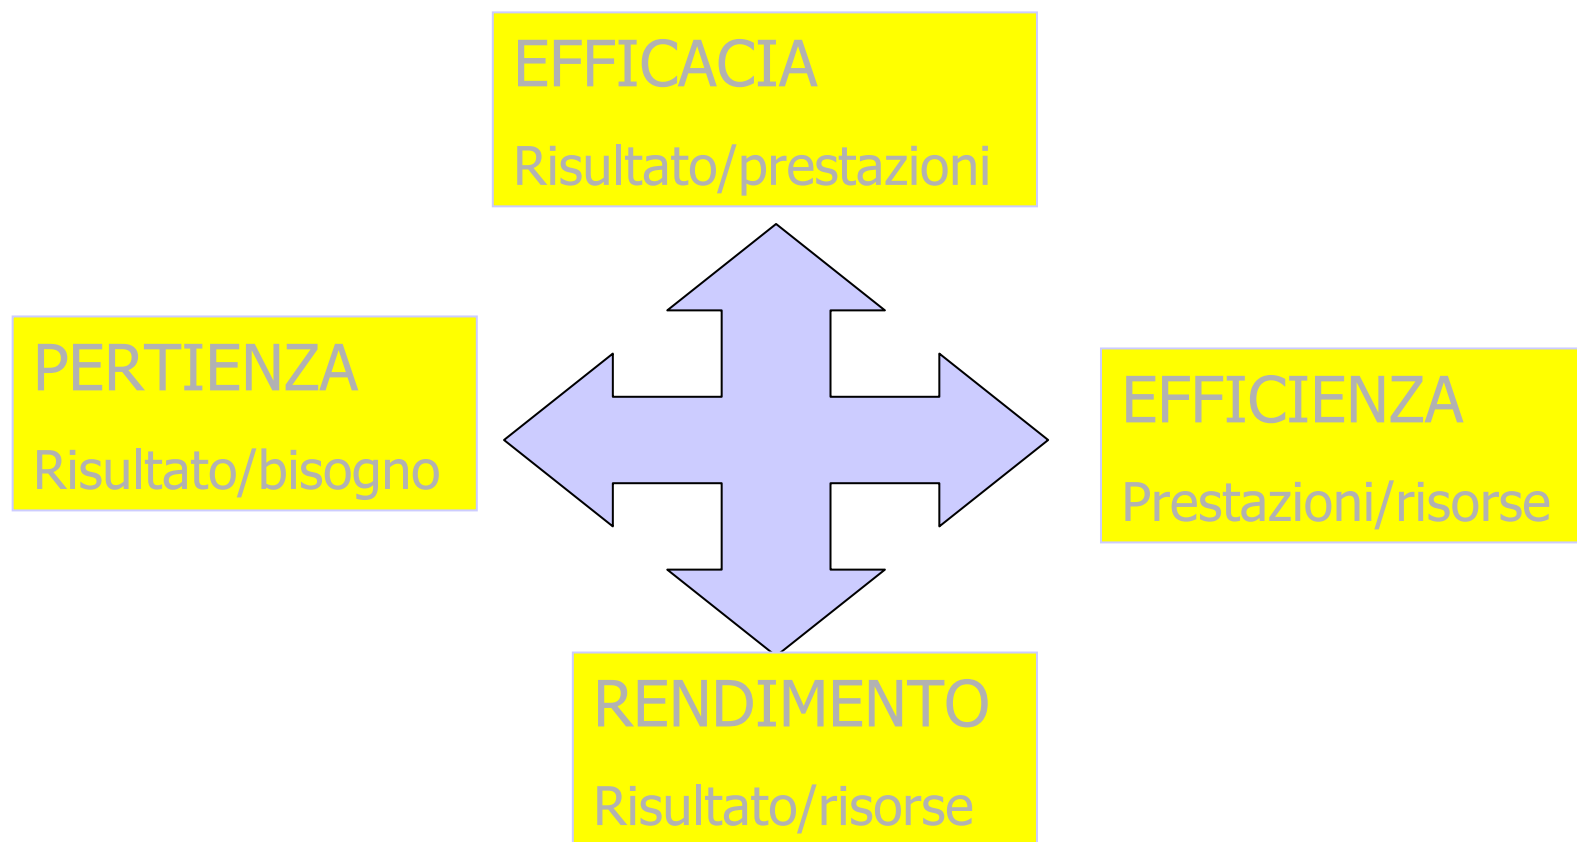 EFFICACIA
Risultato/prestazioni
PERTIENZA
Risultato/bisogno
EFFICIENZA
Prestazioni/risorse
RENDIMENTO
Risultato/risorse